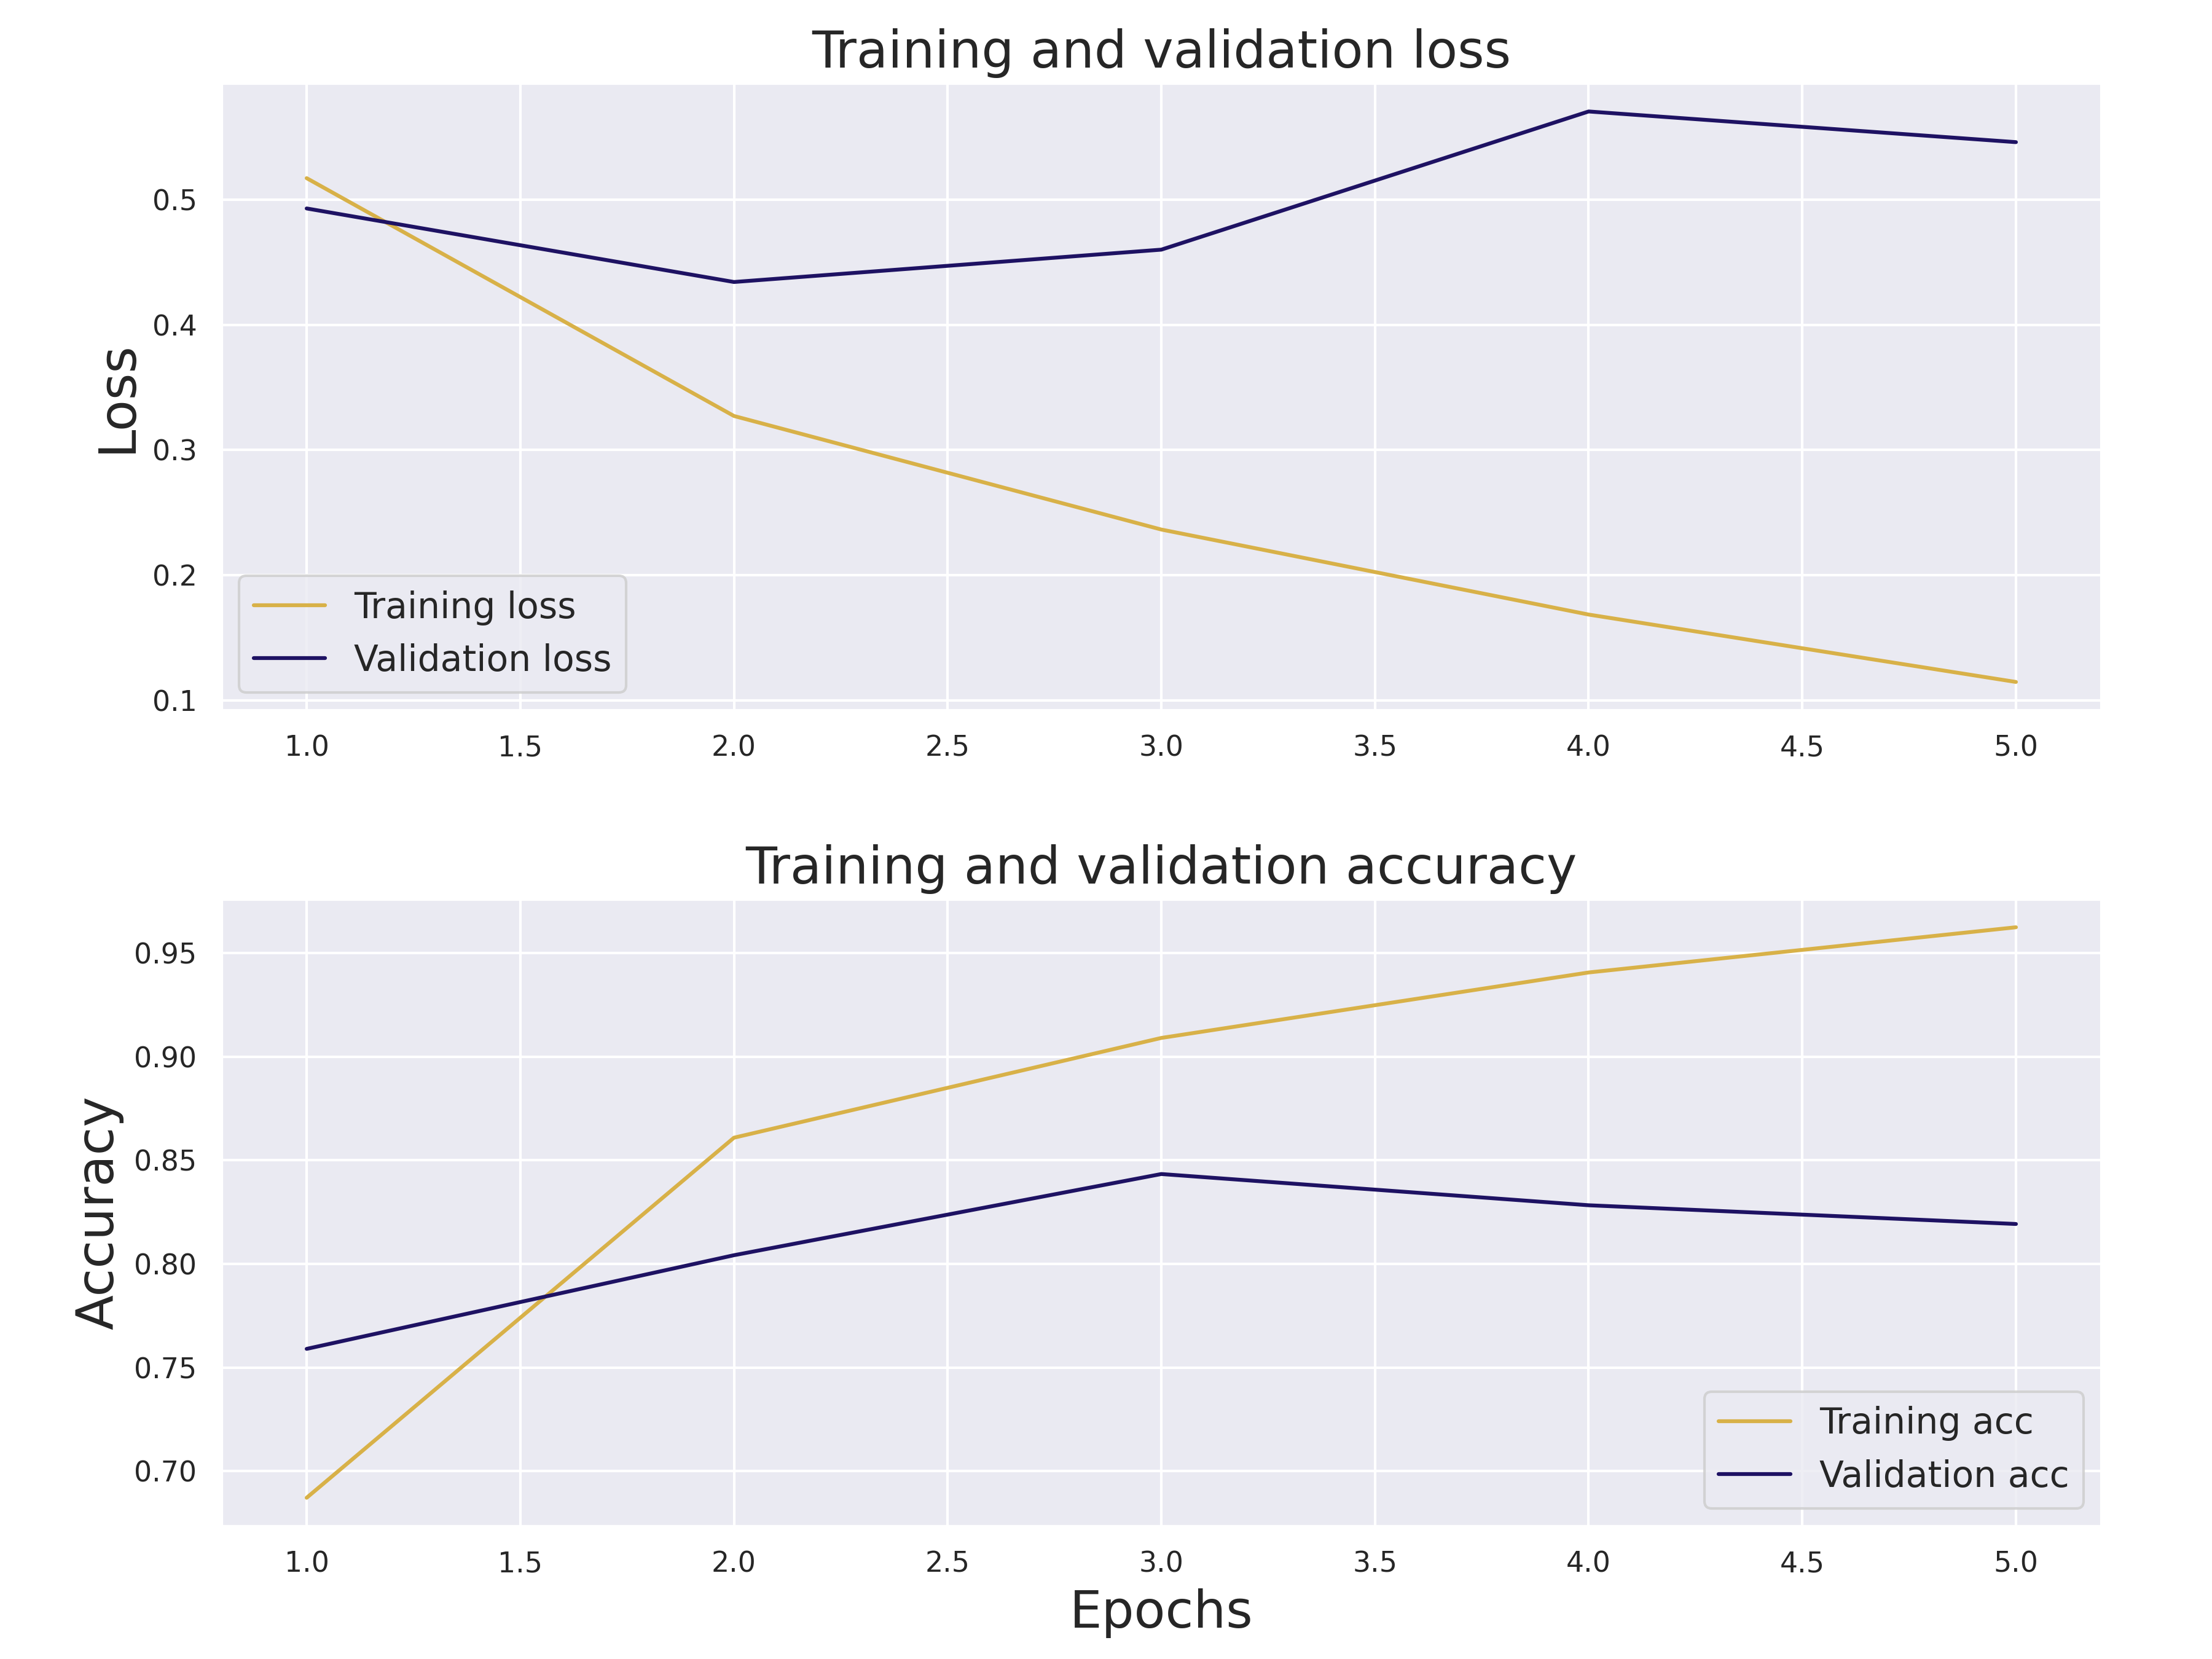 Training and validation loss
Loss
0.5
0.4
0.3
0.2
0.1
Training loss
Validation loss
1.0 1.5 2.0 2.5 3.0 3.5 4.0 4.5 5.0
Training and validation accuracy
Accuracy
0.95
0.90
0.85
0.80
0.75
0.70
Training acc
Validation acc
1.0 1.5 2.0 2.5 3.0 3.5 4.0 4.5 5.0
Epochs